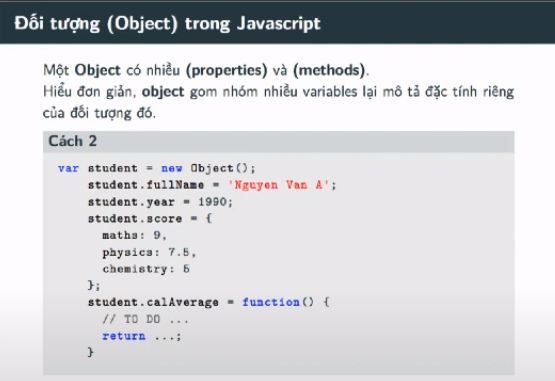 Đối tượng (Object) trong Javascript
Một Object có nhiều (properties) và (methods).
Hiểu đơn giản, object gom nhóm nhiều variables lại mô tả đặc tính riêng
của đối tượng đó.
Cách 2
var student = new Object();
student.fullName = 'Nguyen Van A';
student.year = 1990;
student.score = {
maths: 9,
physics: 7.5,
chemistry: 5
};
student.calAverage = function() {
// TO DO ...
return ...;
}